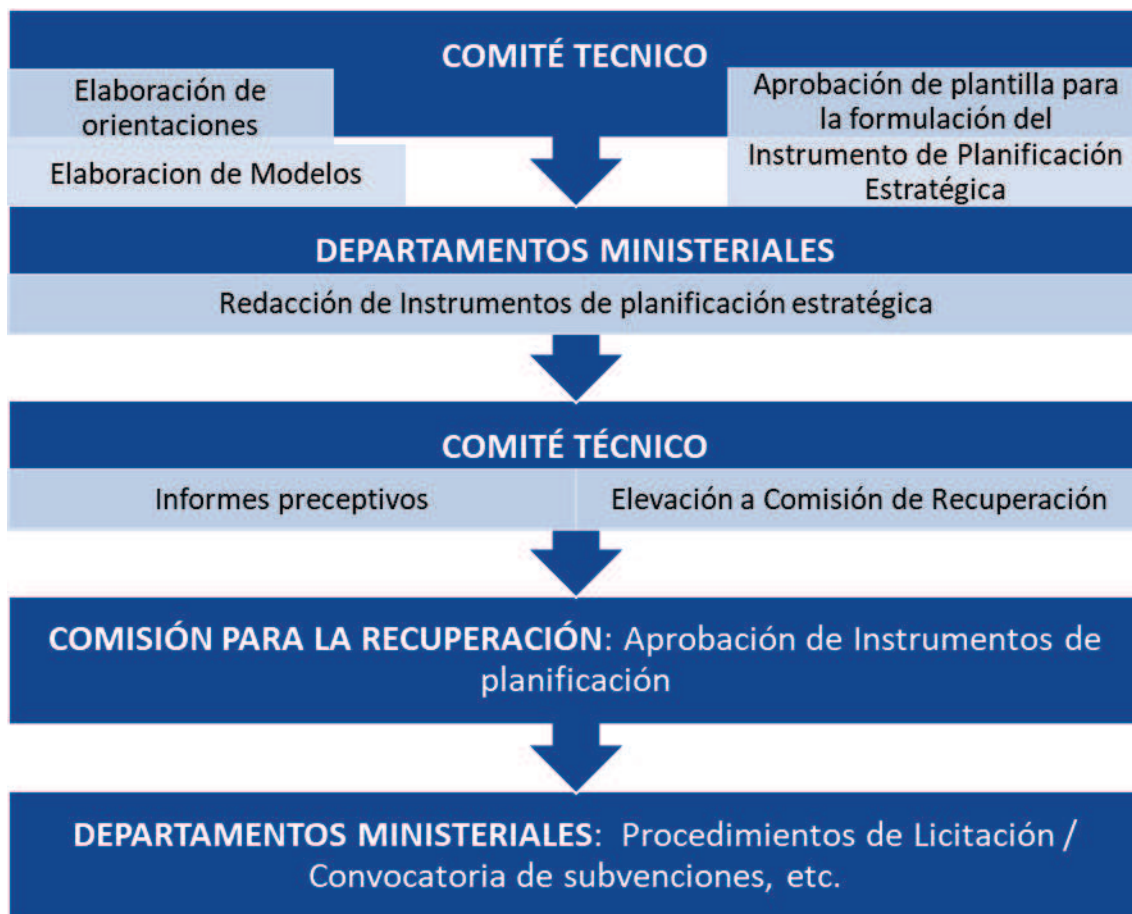 COMITÉ TECNICO
Elaboración de
orientaciones
Elaboracion de Modelos
Aprobación de plantilla para
la formulación del
Instrumento de Planificación
Estratégica
DEPARTAMENTOS MINISTERIALES
Redacción de Instrumentos de planificación estratégica
COMITÉ TÉCNICO
Informes preceptivos
Elevación a Comisión de Recuperación
COMISIÓN PARA LA RECUPERACIÓN: Aprobación de Instrumentos de
planificación
DEPARTAMENTOS MINISTERIALES: Procedimientos de Licitación /
Convocatoria de subvenciones, etc.